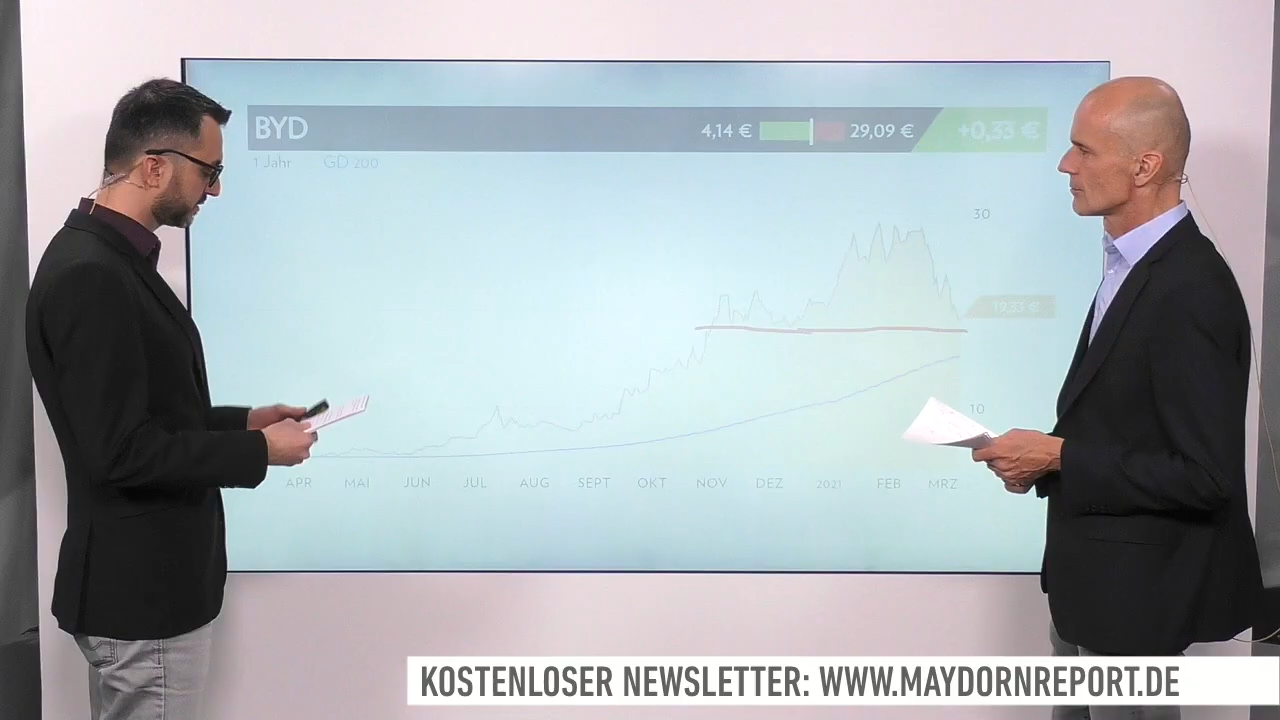 BYD
4,14 € 29,09 € +0,33 €
1 Jahr GD 200
30
19,33 €
10
APR MAI JUN JUL AUG SEPT OKT NOV DEZ 2021 FEB MRZ
KOSTENLOSER NEWSLETTER: WWW.MAYDORNREPORT.DE